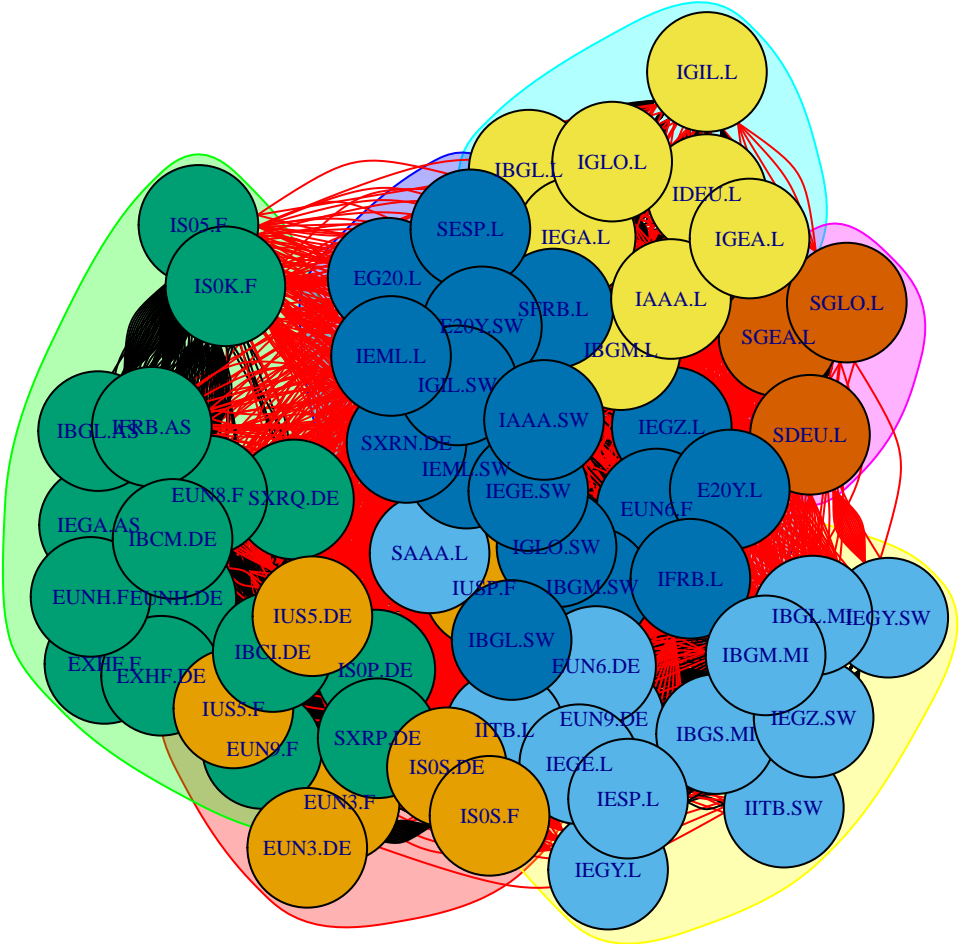 IGIL.L
IBGL.L
IGLO.L
IDEU.L
IS05.F
SESP.L
IEGA.L
IGEA.L
IS0K.F
EG20.L
SFRB.L
IAAA.L
SGLO.L
E20Y.SW
SGEA.L
IEML.L
IBGM.L
IGIL.SW
IBGL.AS
IFRB.AS
IAAA.SW
IEGZ.L
SDEU.L
SXRN.DE
IEML.SW
EUN8.F
SXRQ.DE
IEGE.SW
E20Y.L
EUN6.F
IEGA.AS
IBCM.DE
SAAA.L
IGLO.SW
IUSP.F
IBGM.SW
IFRB.L
EUNH.F
EUNH.DE
IUS5.DE
IBGL.MI
IEGY.SW
IBGL.SW
IBCI.DE
IBGM.MI
EXHF.F
EXHF.DE
IS0P.DE
EUN6.DE
IUS5.F
EUN9.DE
IEGZ.SW
IITB.L
IBGS.MI
SXRP.DE
EUN9.F
IS0S.DE
IEGE.L
IESP.L
EUN3.F
IS0S.F
IITB.SW
EUN3.DE
IEGY.L